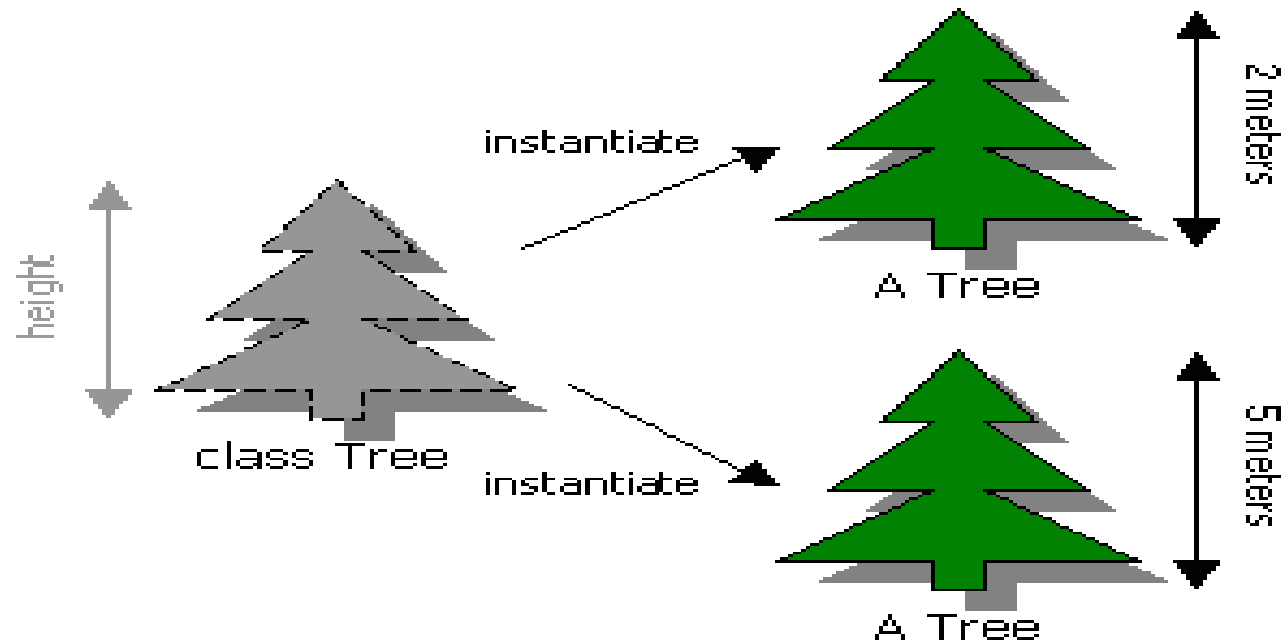 height
class Tree
instantiate
instantiate
A Tree
2 meters
A Tree
5 meters